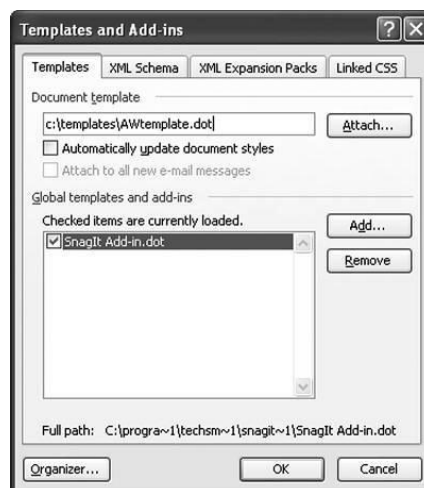 Templates and Add-ins
Templates XML Schema XML Expansion Packs Linked CSS
Document template
c:\templates\AWtemplate.dot Attach...
Automatically update document styles
Attach to all new e-mail messages
Global templates and add-ins
Checked items are currently loaded.
SnagIt Add-in.dot Add...
Remove
Full path: C:\progra~1\techsm~1\snagit~1\SnagIt Add-in.dot
Organizer... OK Cancel